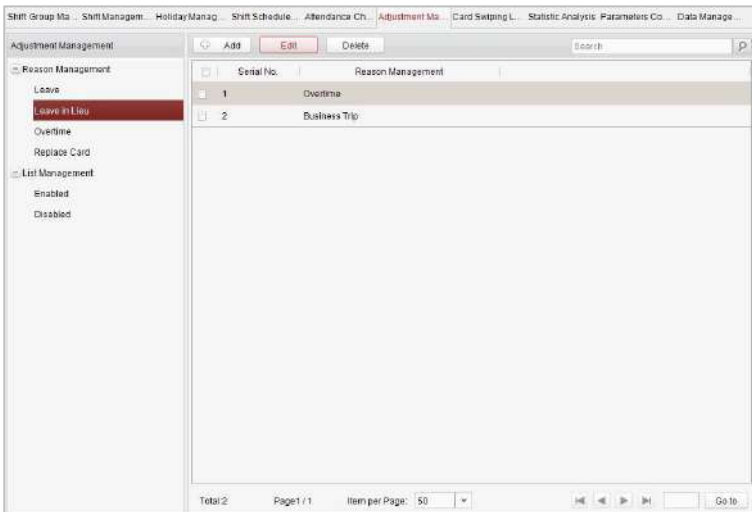 Shift Group Ma... Shift Managem... Holiday Manag... Shift Schedule... Attendance Ch... Adjustment Ma... Card Swiping L... Statistic Analysis Parameters Co... Data Manage...
Adjustment Management
Add Edit Delete Search
Reason Management
Leave
Leave in Lieu
Overtime
Replace Card
List Management
Enabled
Disabled
Serial No. Reason Management
1 Overtime
2 Business Trip
Total:2 Page1 / 1 Item per Page: 50 Go to